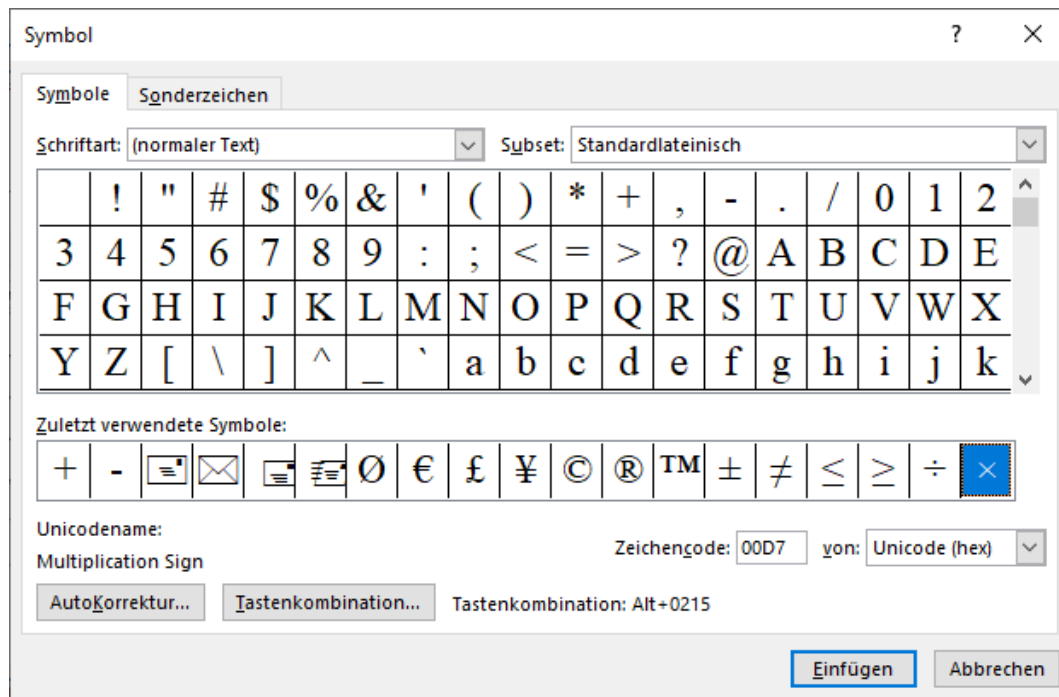 Symbol ? ×
Symbole Sonderzeichen
Schriftart: (normaler Text) Subset: Standardlateinisch
! " # $ % & ' ( ) * + , - . / 0 1 2
3 4 5 6 7 8 9 : ; < = > ? @ A B C D E
F G H I J K L M N O P Q R S T U V W X
Y Z [ \ ] ^ _ ` a b c d e f g h i j k
Zuletzt verwendete Symbole:
+ - Ø € £ ¥ © ® ™ ± ≠ ≤ ≥ ÷ ×
Unicodename:
Multiplication Sign
Zeichencode: 00D7 von: Unicode (hex)
AutoKorrektur... Tastenkombination... Tastenkombination: Alt+0215
Einfügen Abbrechen